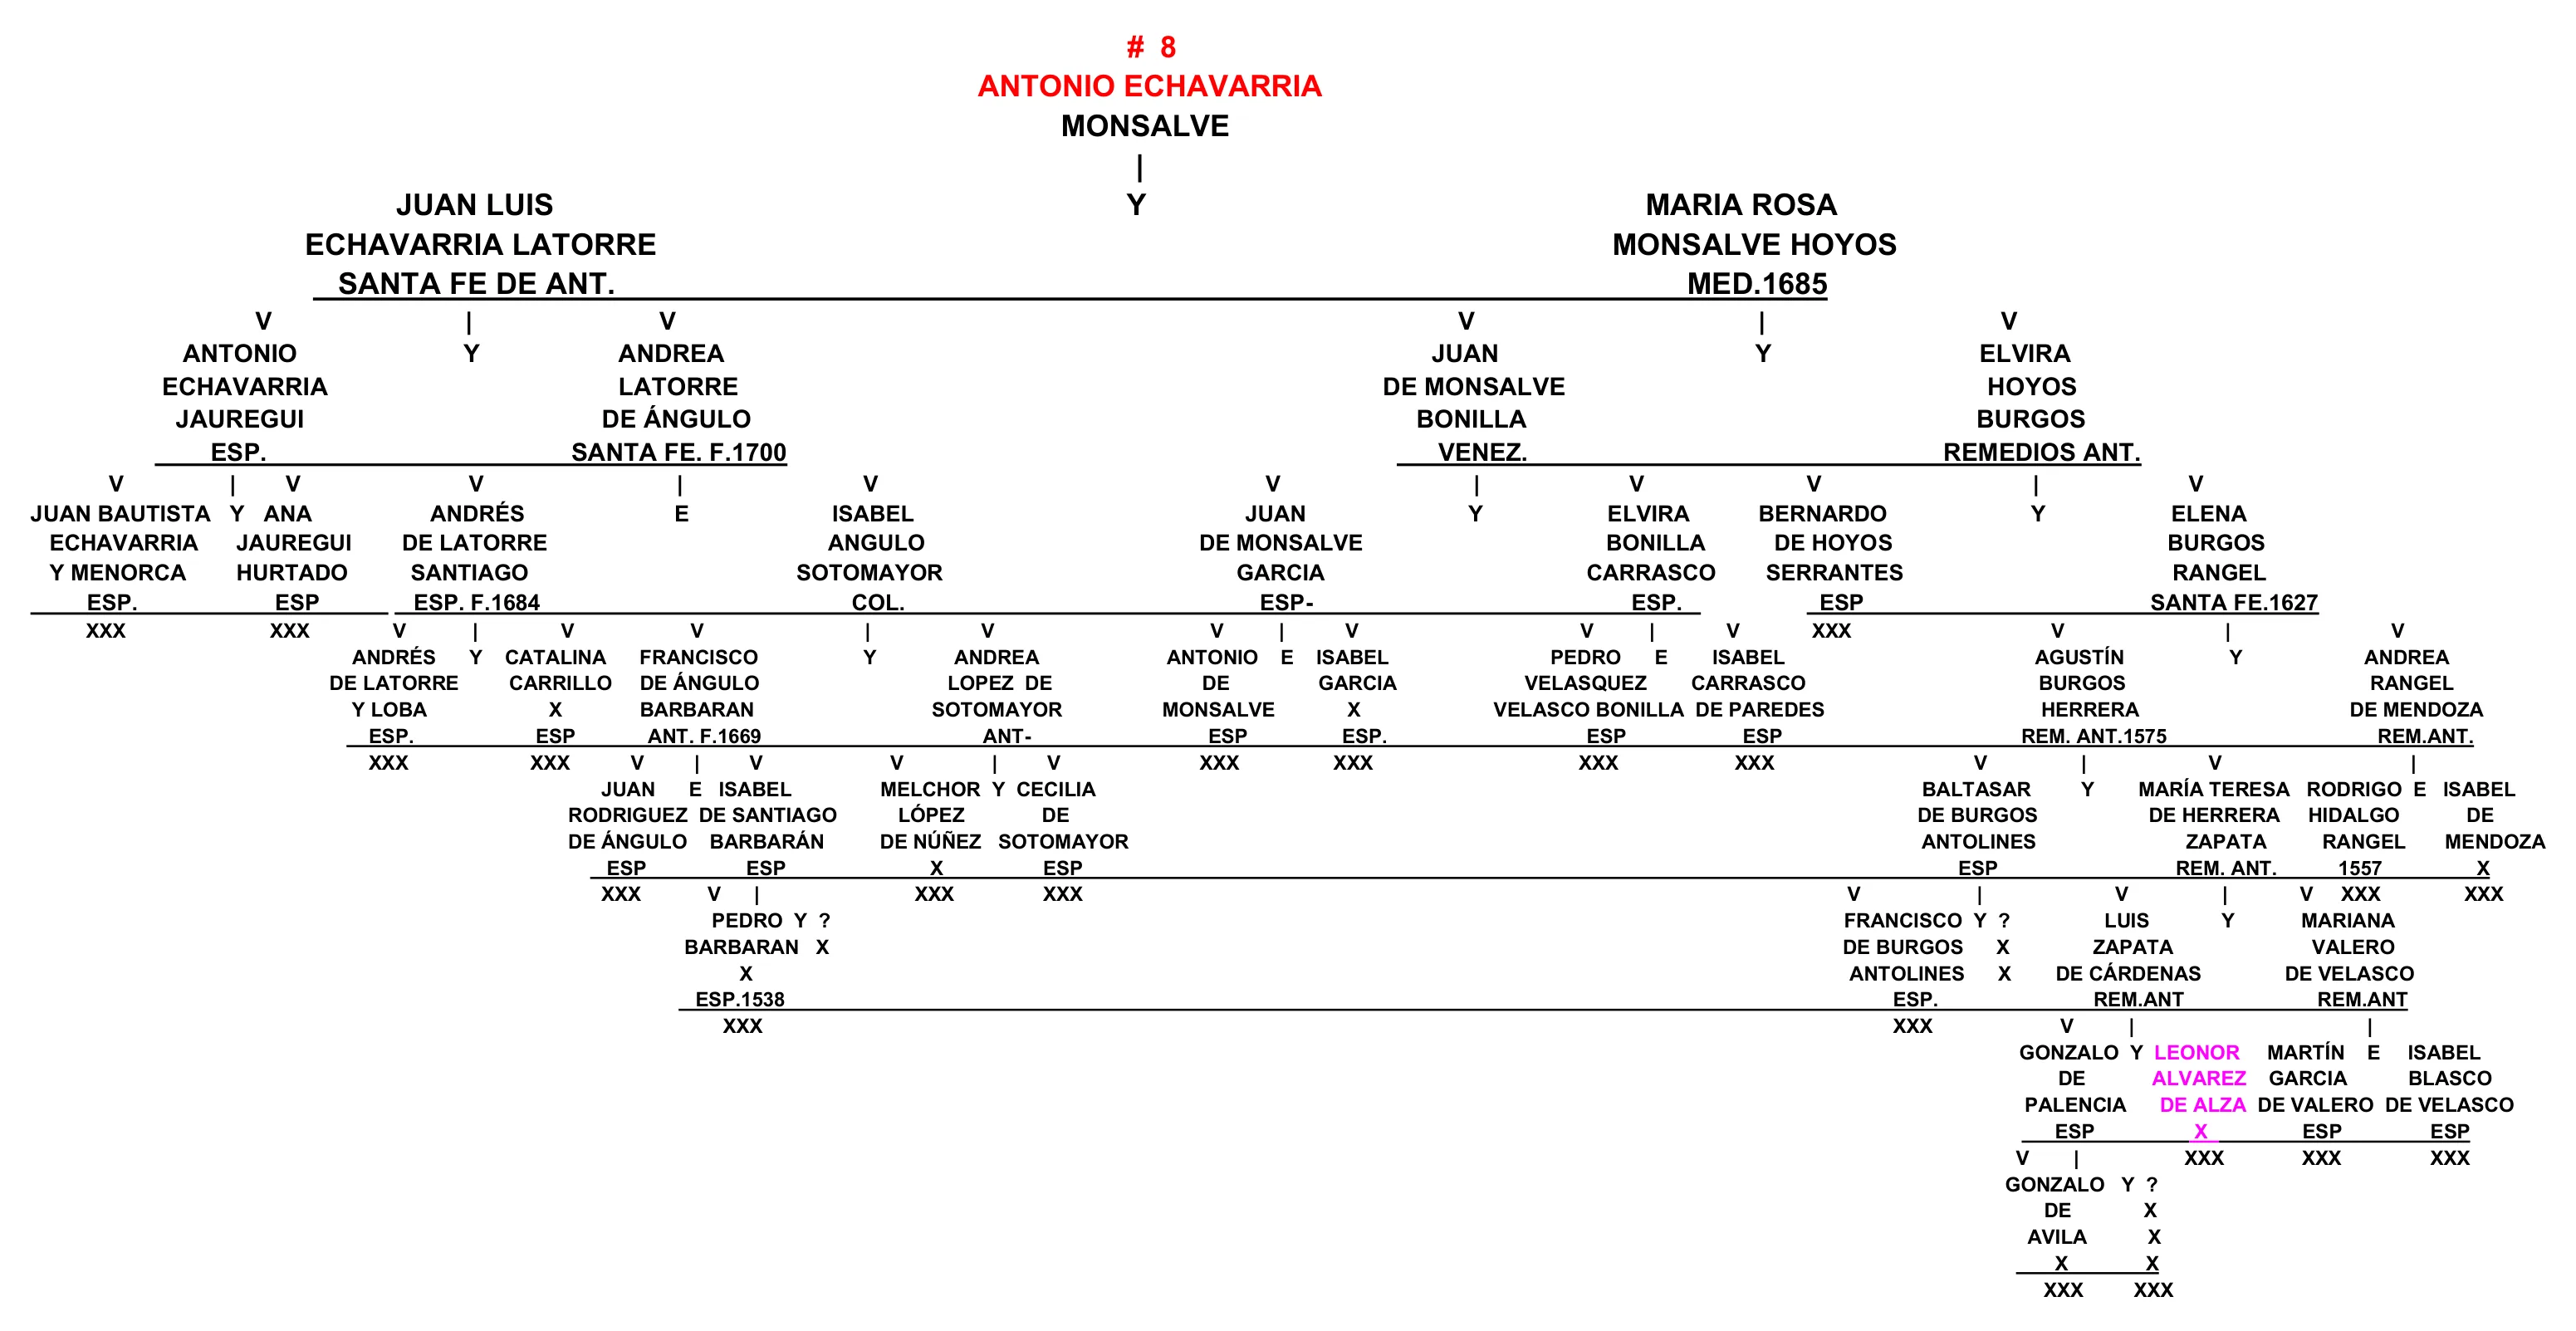 # 8
ANTONIO ECHAVARRIA
MONSALVE
|
JUAN LUIS Y MARIA ROSA
ECHAVARRIA LATORRE MONSALVE HOYOS
SANTA FE DE ANT. MED.1685
V | V V | V
ANTONIO Y ANDREA JUAN Y ELVIRA
ECHAVARRIA LATORRE DE MONSALVE HOYOS
JAUREGUI DE ÁNGULO BONILLA BURGOS
ESP. SANTA FE. F.1700 VENEZ. REMEDIOS ANT.
V | V V | V V | V V | V
JUAN BAUTISTA Y ANA ANDRÉS E ISABEL JUAN Y ELVIRA BERNARDO Y ELENA
ECHAVARRIA JAUREGUI DE LATORRE ANGULO DE MONSALVE BONILLA DE HOYOS BURGOS
Y MENORCA HURTADO SANTIAGO SOTOMAYOR GARCIA CARRASCO SERRANTES RANGEL
ESP. ESP ESP. F.1684 COL. ESP- ESP. ESP SANTA FE.1627
XXX XXX V | V V | V V | V V | V XXX V | V
ANDRÉS Y CATALINA FRANCISCO Y ANDREA ANTONIO E ISABEL PEDRO E ISABEL AGUSTÍN Y ANDREA
DE LATORRE CARRILLO DE ÁNGULO LOPEZ DE DE GARCIA VELASQUEZ CARRASCO BURGOS RANGEL
Y LOBA X BARBARAN SOTOMAYOR MONSALVE X VELASCO BONILLA DE PAREDES HERRERA DE MENDOZA
ESP. ESP ANT. F.1669 ANT- ESP ESP. ESP ESP REM. ANT.1575 REM.ANT.
XXX XXX V | V V | V XXX XXX XXX XXX V | V |
JUAN E ISABEL MELCHOR Y CECILIA BALTASAR Y MARÍA TERESA RODRIGO E ISABEL
RODRIGUEZ DE SANTIAGO LÓPEZ DE DE BURGOS DE HERRERA HIDALGO DE
DE ÁNGULO BARBARÁN DE NÚÑEZ SOTOMAYOR ANTOLINES ZAPATA RANGEL MENDOZA
ESP ESP X ESP ESP REM. ANT. 1557 X
XXX V | XXX XXX V | V | V XXX XXX
PEDRO Y ? FRANCISCO Y ? LUIS Y MARIANA
BARBARAN X DE BURGOS X ZAPATA VALERO
X ANTOLINES X DE CÁRDENAS DE VELASCO
ESP.1538 ESP. REM.ANT REM.ANT
XXX XXX V | |
GONZALO Y LEONOR MARTÍN E ISABEL
DE ALVAREZ GARCIA BLASCO
PALENCIA DE ALZA DE VALERO DE VELASCO
ESP X ESP ESP
V | XXX XXX XXX
GONZALO Y ?
DE X
AVILA X
X X
XXX XXX